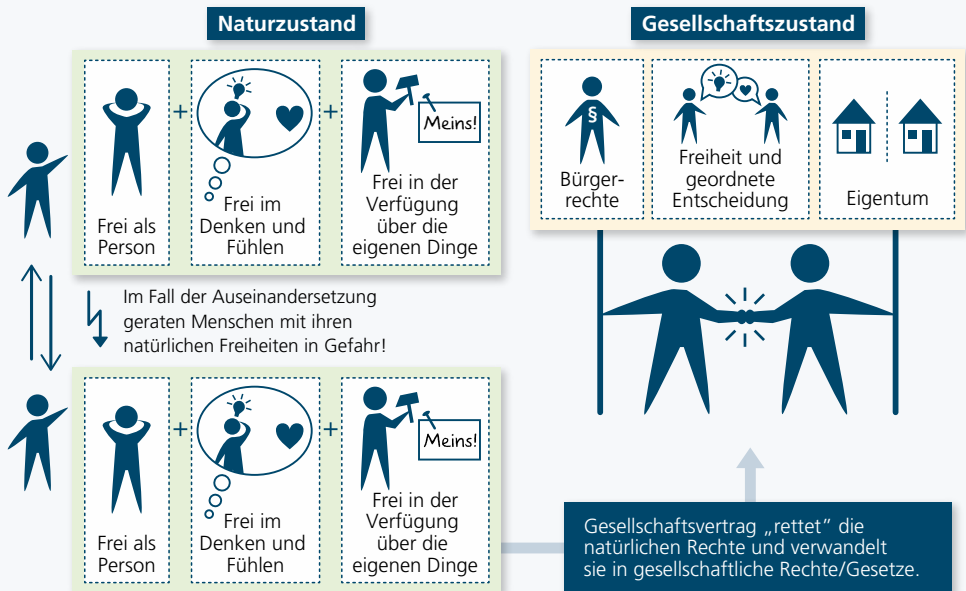 Naturzustand
Frei als
Person
+
Frei im
Denken und
Fühlen
+
Meins!
Frei in der
Verfügung
über die
eigenen Dinge
Im Fall der Auseinandersetzung
geraten Menschen mit ihren
natürlichen Freiheiten in Gefahr!
Frei als
Person
+
Frei im
Denken und
Fühlen
+
Meins!
Frei in der
Verfügung
über die
eigenen Dinge
Gesellschaftszustand
§
Bürger-
rechte
Freiheit und
geordnete
Entscheidung
Eigentum
Gesellschaftsvertrag „rettet” die
natürlichen Rechte und verwandelt
sie in gesellschaftliche Rechte/Gesetze.